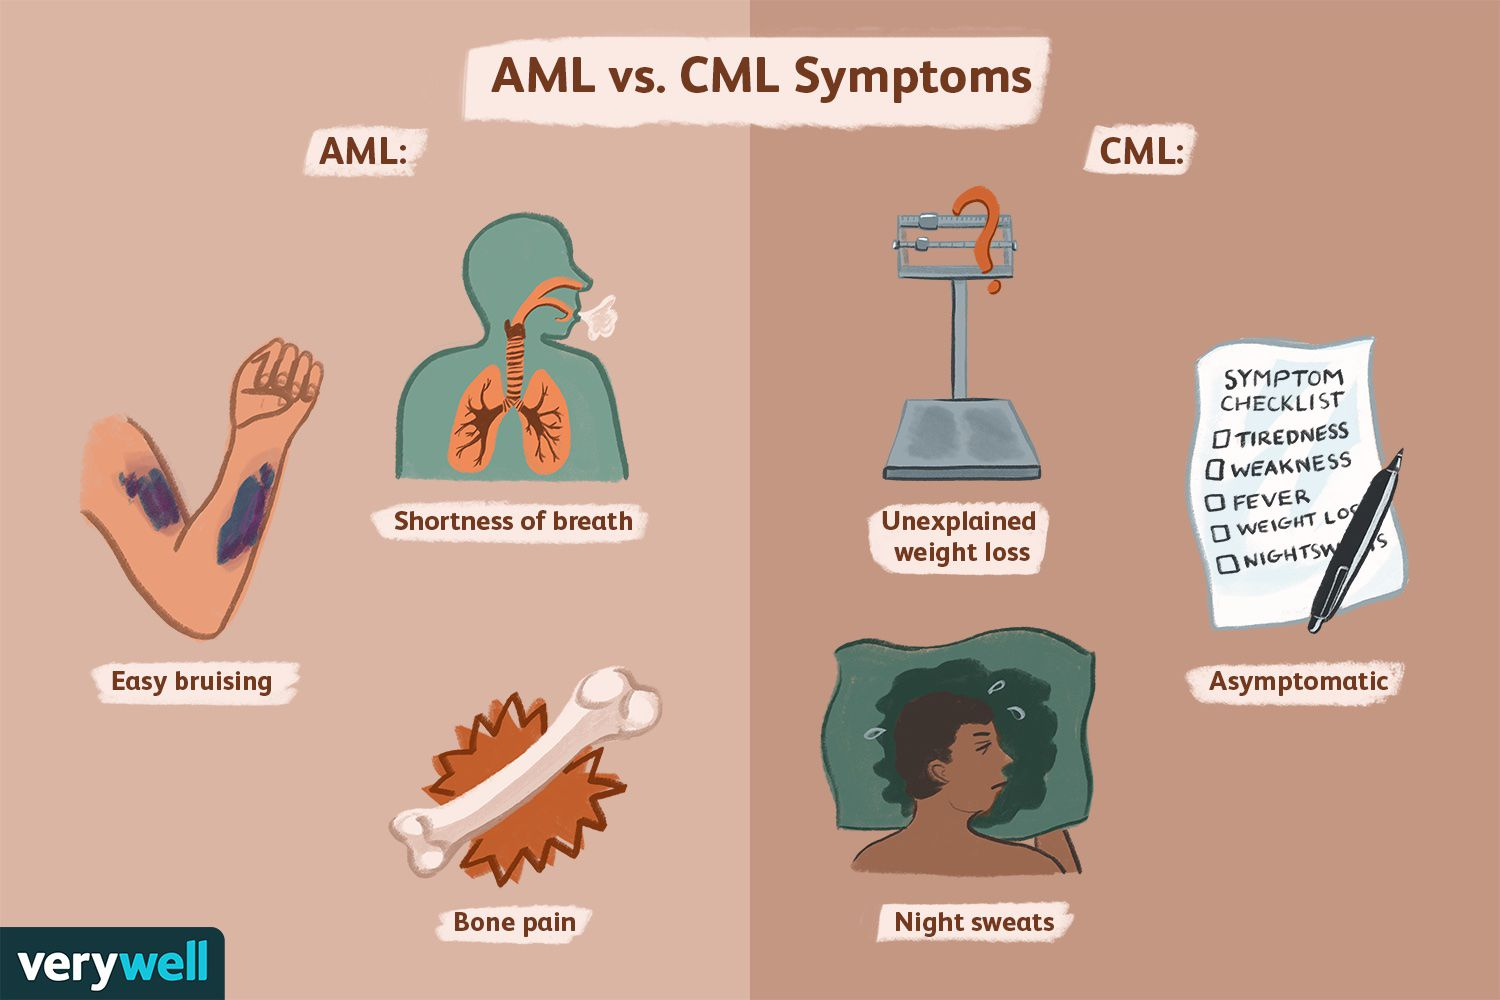 AML vs. CML Symptoms
AML:
Easy bruising
Shortness of breath
Bone pain
CML:
Unexplained
weight loss
Night sweats
SYMPTOM
CHECKLIST
TIREDNESS
WEAKNESS
FEVER
WEIGHT
Asymptomatic
verywell